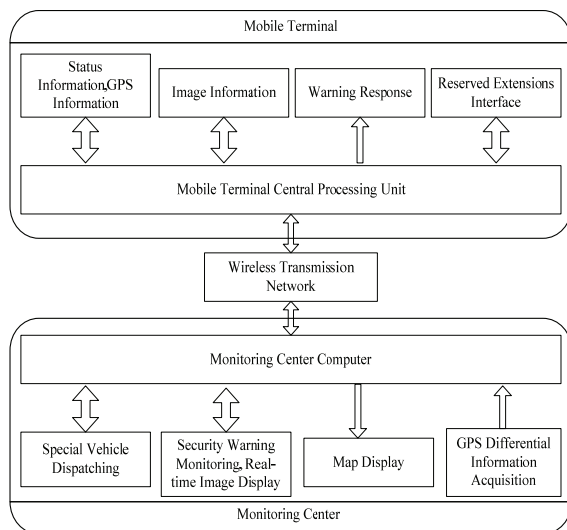 Mobile Terminal
Status
Information,GPS
Information
Image Information
Warning Response
Reserved Extensions
Interface
Mobile Terminal Central Processing Unit
Wireless Transmission
Network
Monitoring Center Computer
Special Vehicle
Dispatching
Security Warning
Monitoring, Real-
time Image Display
Map Display
GPS Differential
Information
Acquisition
Monitoring Center